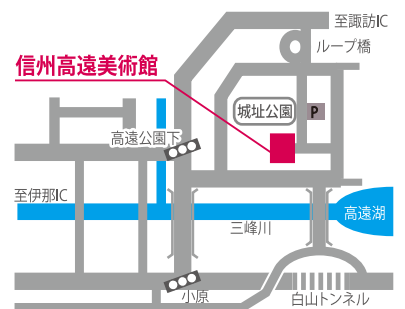 至諏訪IC
ループ橋
信州高遠美術館
城址公園
P
高遠公園下
至伊那IC
高遠湖
三峰川
小原
白山トンネル